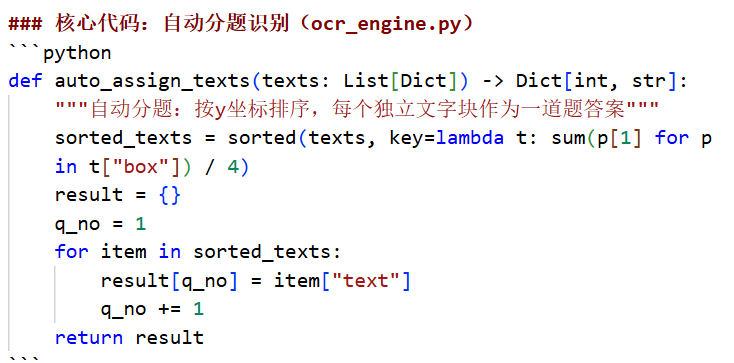 ### 核心代码：自动分题识别（ocr_engine.py）
```python
def auto_assign_texts(texts: List[Dict]) -> Dict[int, str]:
    """自动分题：按y坐标排序，每个独立文字块作为一道题答案"""
    sorted_texts = sorted(texts, key=lambda t: sum(p[1] for p
    in t["box"]) / 4)
    result = {}
    q_no = 1
    for item in sorted_texts:
        result[q_no] = item["text"]
        q_no += 1
    return result
```